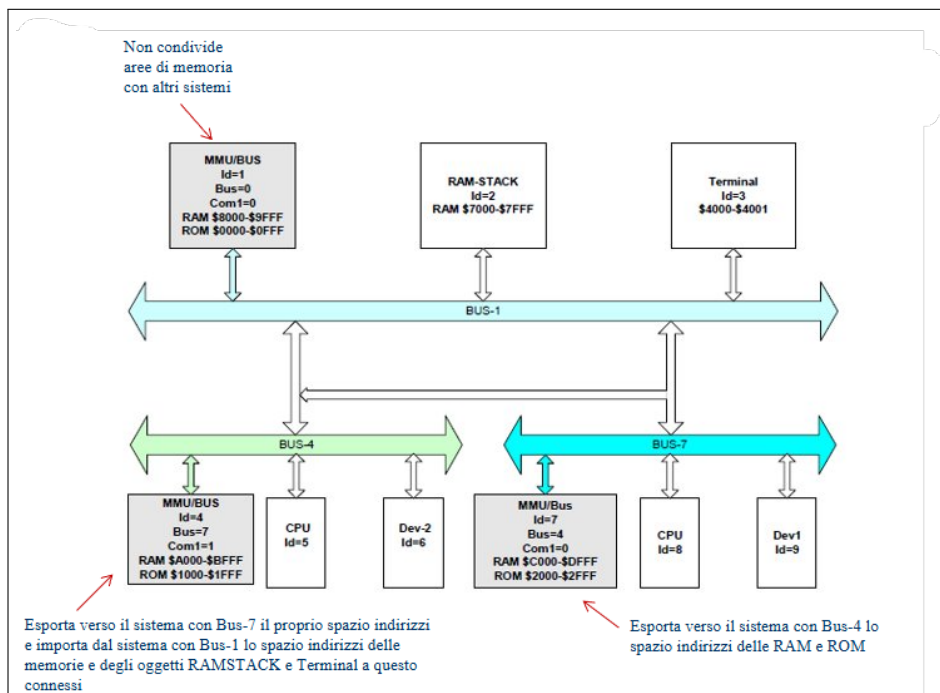 Non condivide
aree di memoria
con altri sistemi
MMU/BUS
Id=1
Bus=0
Com1=0
RAM $8000-$9FFF
ROM $0000-$0FFF
RAM-STACK
Id=2
RAM $7000-$7FFF
Terminal
Id=3
$4000-$4001
BUS-1
BUS-4
BUS-7
MMU/BUS
Id=4
Bus=7
Com1=1
RAM $A000-$BFFF
ROM $1000-$1FFF
CPU
Id=5
Dev-2
Id=6
MMU/Bus
Id=7
Bus=4
Com1=0
RAM $C000-$DFFF
ROM $2000-$2FFF
CPU
Id=8
Dev1
Id=9
Esporta verso il sistema con Bus-7 il proprio spazio indirizzi
e importa dal sistema con Bus-1 lo spazio indirizzi delle
memorie e degli oggetti RAMSTACK e Terminal a questo
connessi
Esporta verso il sistema con Bus-4 lo
spazio indirizzi delle RAM e ROM